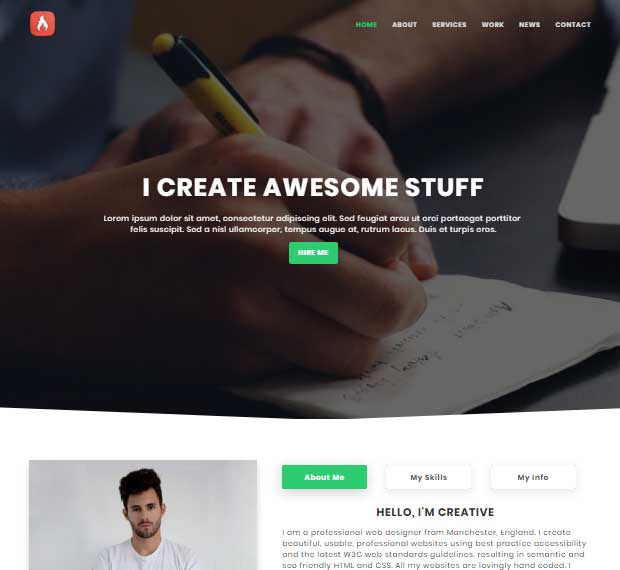 HOME ABOUT SERVICES WORK NEWS CONTACT
I CREATE AWESOME STUFF
Lorem ipsum dolor sit amet, consectetur adipiscing elit. Sed feugiat arcu ut orci portaeget porttitor
felis suscipit. Sed a nisl ullamcorper, tempus augue at, rutrum lacus. Duis et turpis eros.
HIRE ME
About Me My Skills My Info
HELLO, I'M CREATIVE
I am a professional web designer from Manchester, England. I create
beautiful, usable, professional websites using best practice accessibility
and the latest W3C web standards guidelines, resulting in semantic and
seo friendly HTML and CSS. All my websites are lovingly hand coded. I